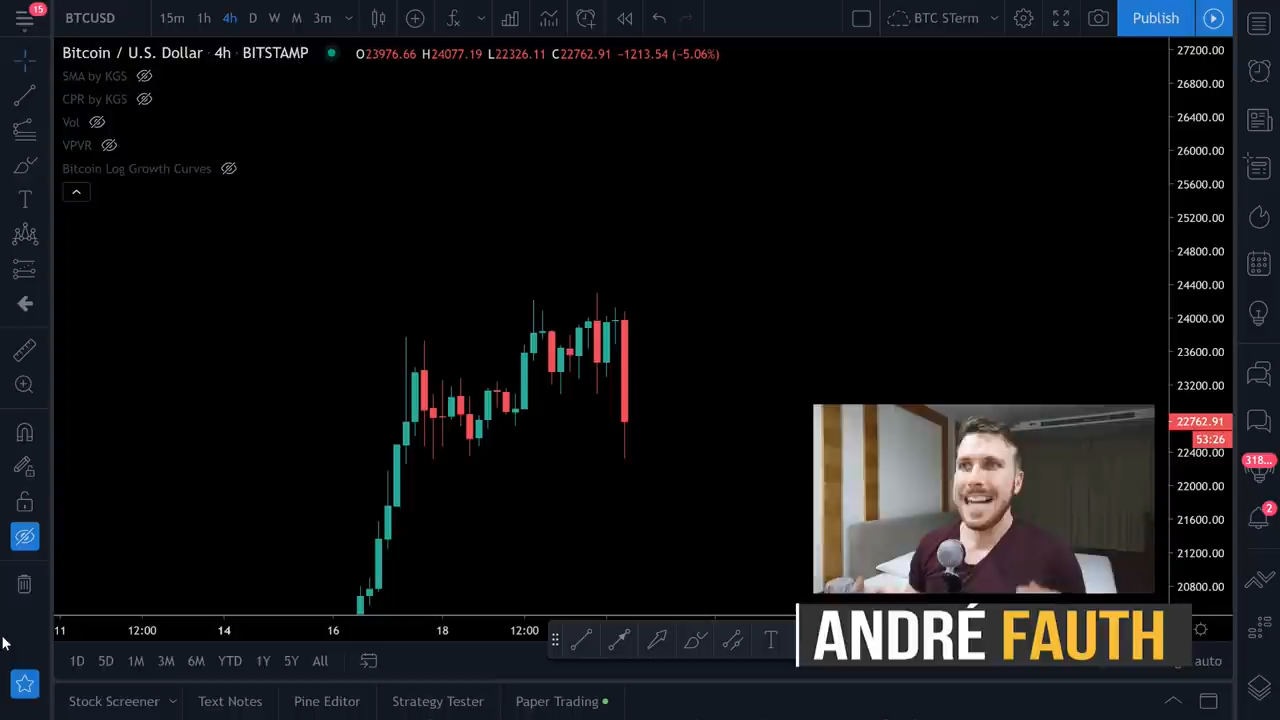 15
BTCUSD 15m 1h 4h D W M 3m BTC STerm Publish
Bitcoin / U.S. Dollar · 4h · BITSTAMP O23976.66 H24077.19 L22326.11 C22762.91 −1213.54 (−5.06%)
SMA by KGS
CPR by KGS
Vol
VPVR
Bitcoin Log Growth Curves
27200.00
26800.00
26400.00
26000.00
25600.00
25200.00
24800.00
24400.00
24000.00
23600.00
23200.00
22762.91
53:26
22400.00
22000.00
21600.00
21200.00
20800.00
318...
2
11 12:00 14 16 18 12:00
ANDRÉ FAUTH
1D 5D 1M 3M 6M YTD 1Y 5Y All auto
Stock Screener Text Notes Pine Editor Strategy Tester Paper Trading